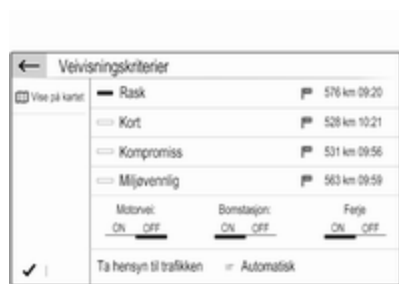 Veivisningskriterier
Vise på kartet
Rask 576 km 09:20
Kort 528 km 10:21
Kompromiss 531 km 09:56
Miljøvennlig 563 km 09:59
Motorvei: Bomstasjon: Ferje
ON OFF ON OFF ON OFF
Ta hensyn til trafikken Automatisk